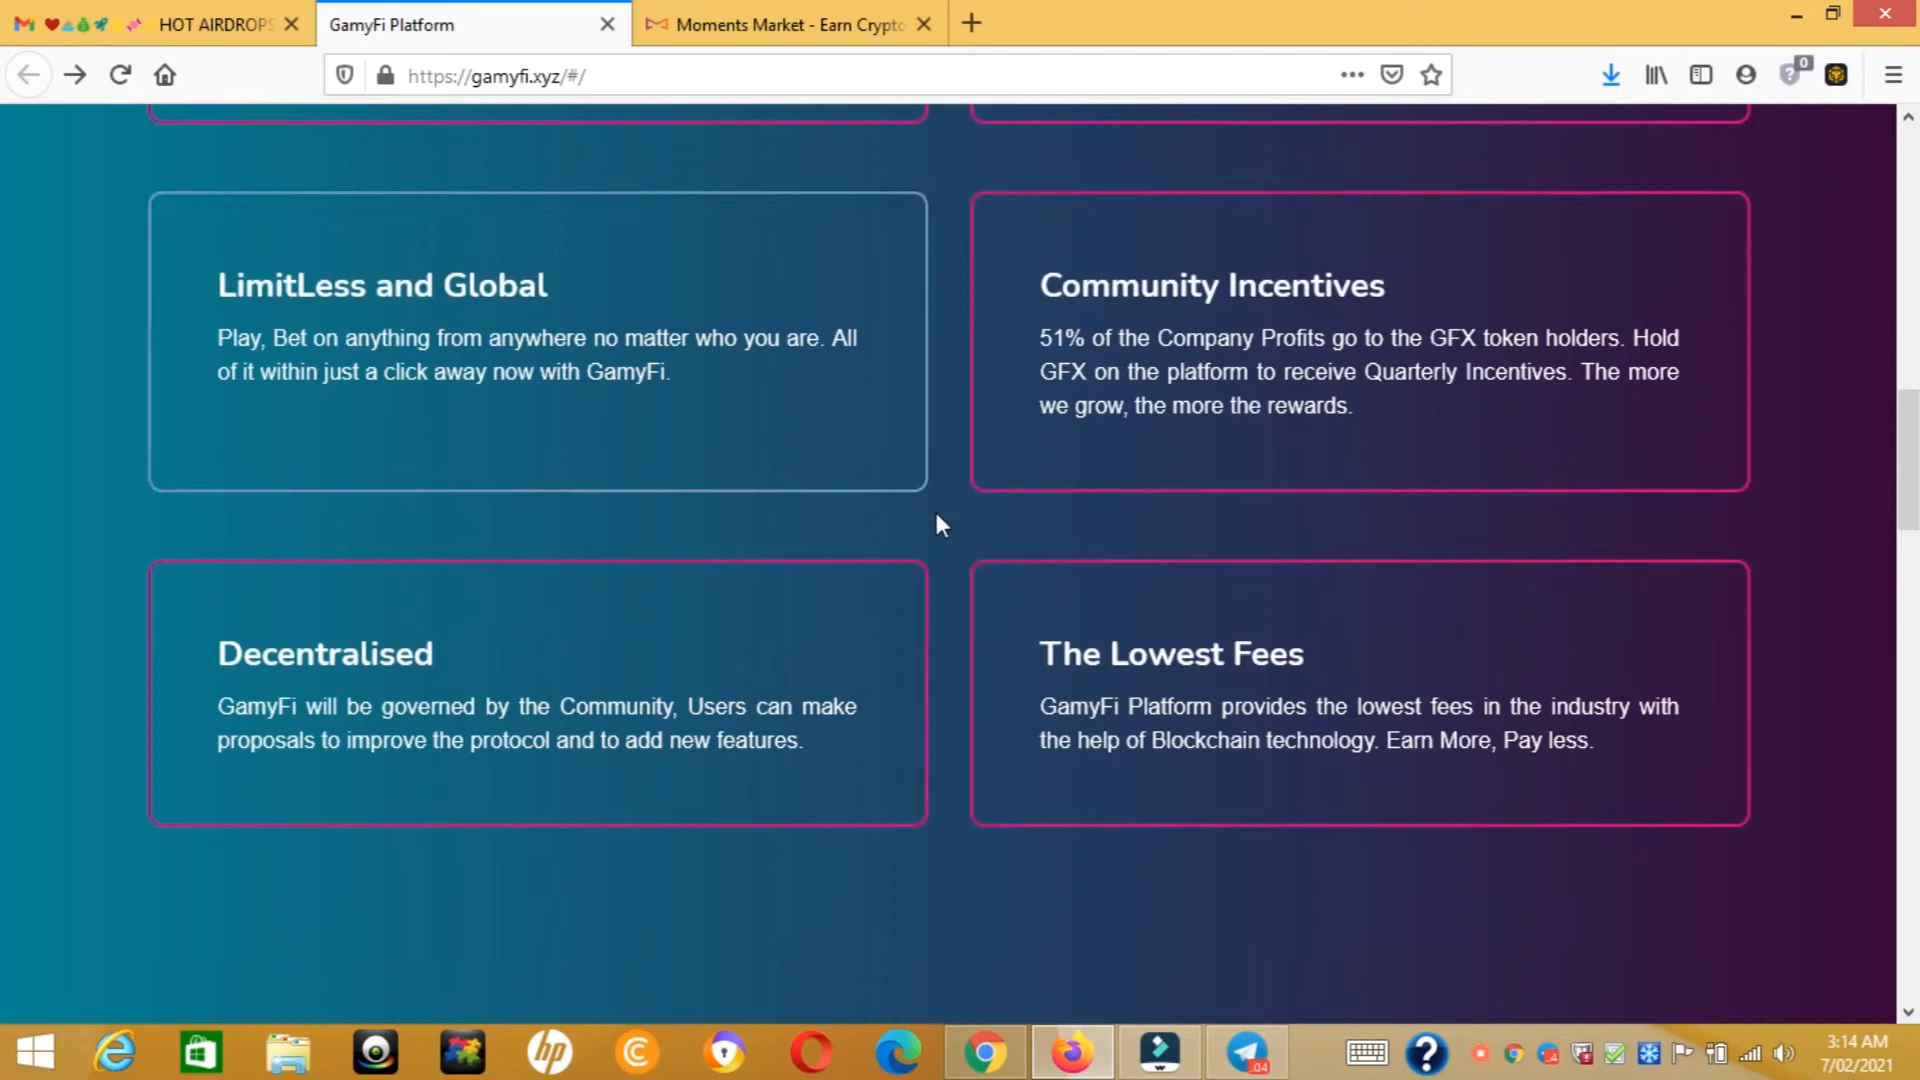 HOT AIRDROPS
GamyFi Platform
Moments Market - Earn Crypto
https://gamyfi.xyz/#/
0
LimitLess and Global
Play, Bet on anything from anywhere no matter who you are. All
of it within just a click away now with GamyFi.
Community Incentives
51% of the Company Profits go to the GFX token holders. Hold
GFX on the platform to receive Quarterly Incentives. The more
we grow, the more the rewards.
Decentralised
GamyFi will be governed by the Community, Users can make
proposals to improve the protocol and to add new features.
The Lowest Fees
GamyFi Platform provides the lowest fees in the industry with
the help of Blockchain technology. Earn More, Pay less.
hp
.04
3:14 AM
7/02/2021